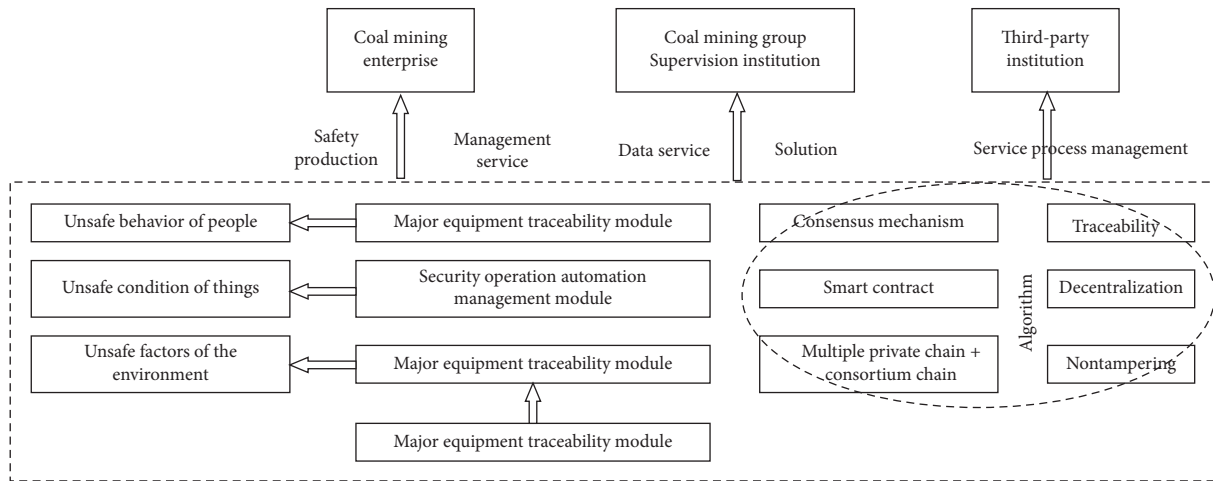 Coal mining
enterprise
Coal mining group
Supervision institution
Third-party
institution
Safety
production
Management
service
Data service
Solution
Service process management
Unsafe behavior of people
Major equipment traceability module
Consensus mechanism
Traceability
Unsafe condition of things
Security operation automation
management module
Smart contract
Algorithm
Decentralization
Unsafe factors of the
environment
Major equipment traceability module
Multiple private chain +
consortium chain
Nontampering
Major equipment traceability module